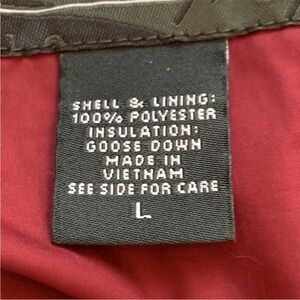 SHELL & LINING:
100% POLYESTER
INSULATION:
GOOSE DOWN
MADE IN
VIETNAM
SEE SIDE FOR CARE
L